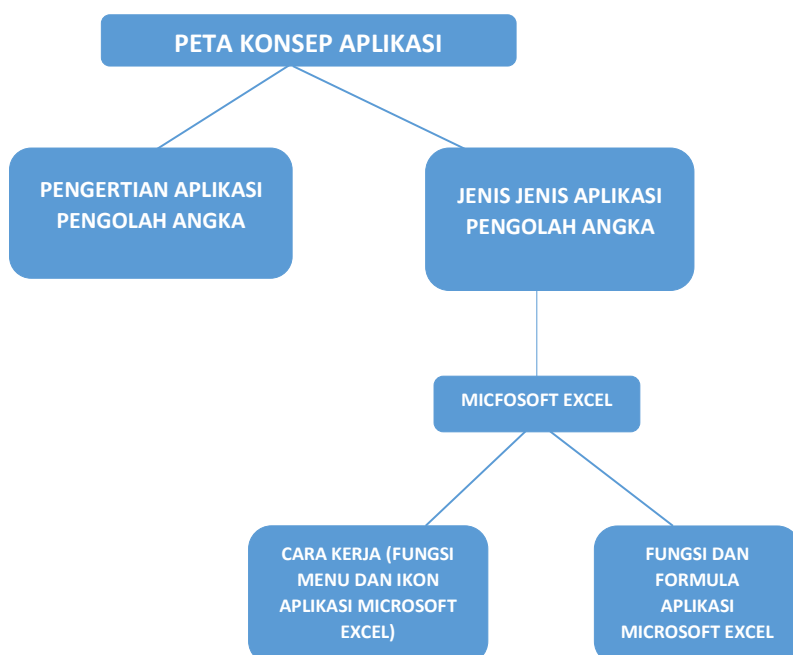 PETA KONSEP APLIKASI
PENGERTIAN APLIKASI
PENGOLAH ANGKA
JENIS JENIS APLIKASI
PENGOLAH ANGKA
MICFOSOFT EXCEL
CARA KERJA (FUNGSI
MENU DAN IKON
APLIKASI MICROSOFT
EXCEL)
FUNGSI DAN
FORMULA
APLIKASI
MICROSOFT EXCEL